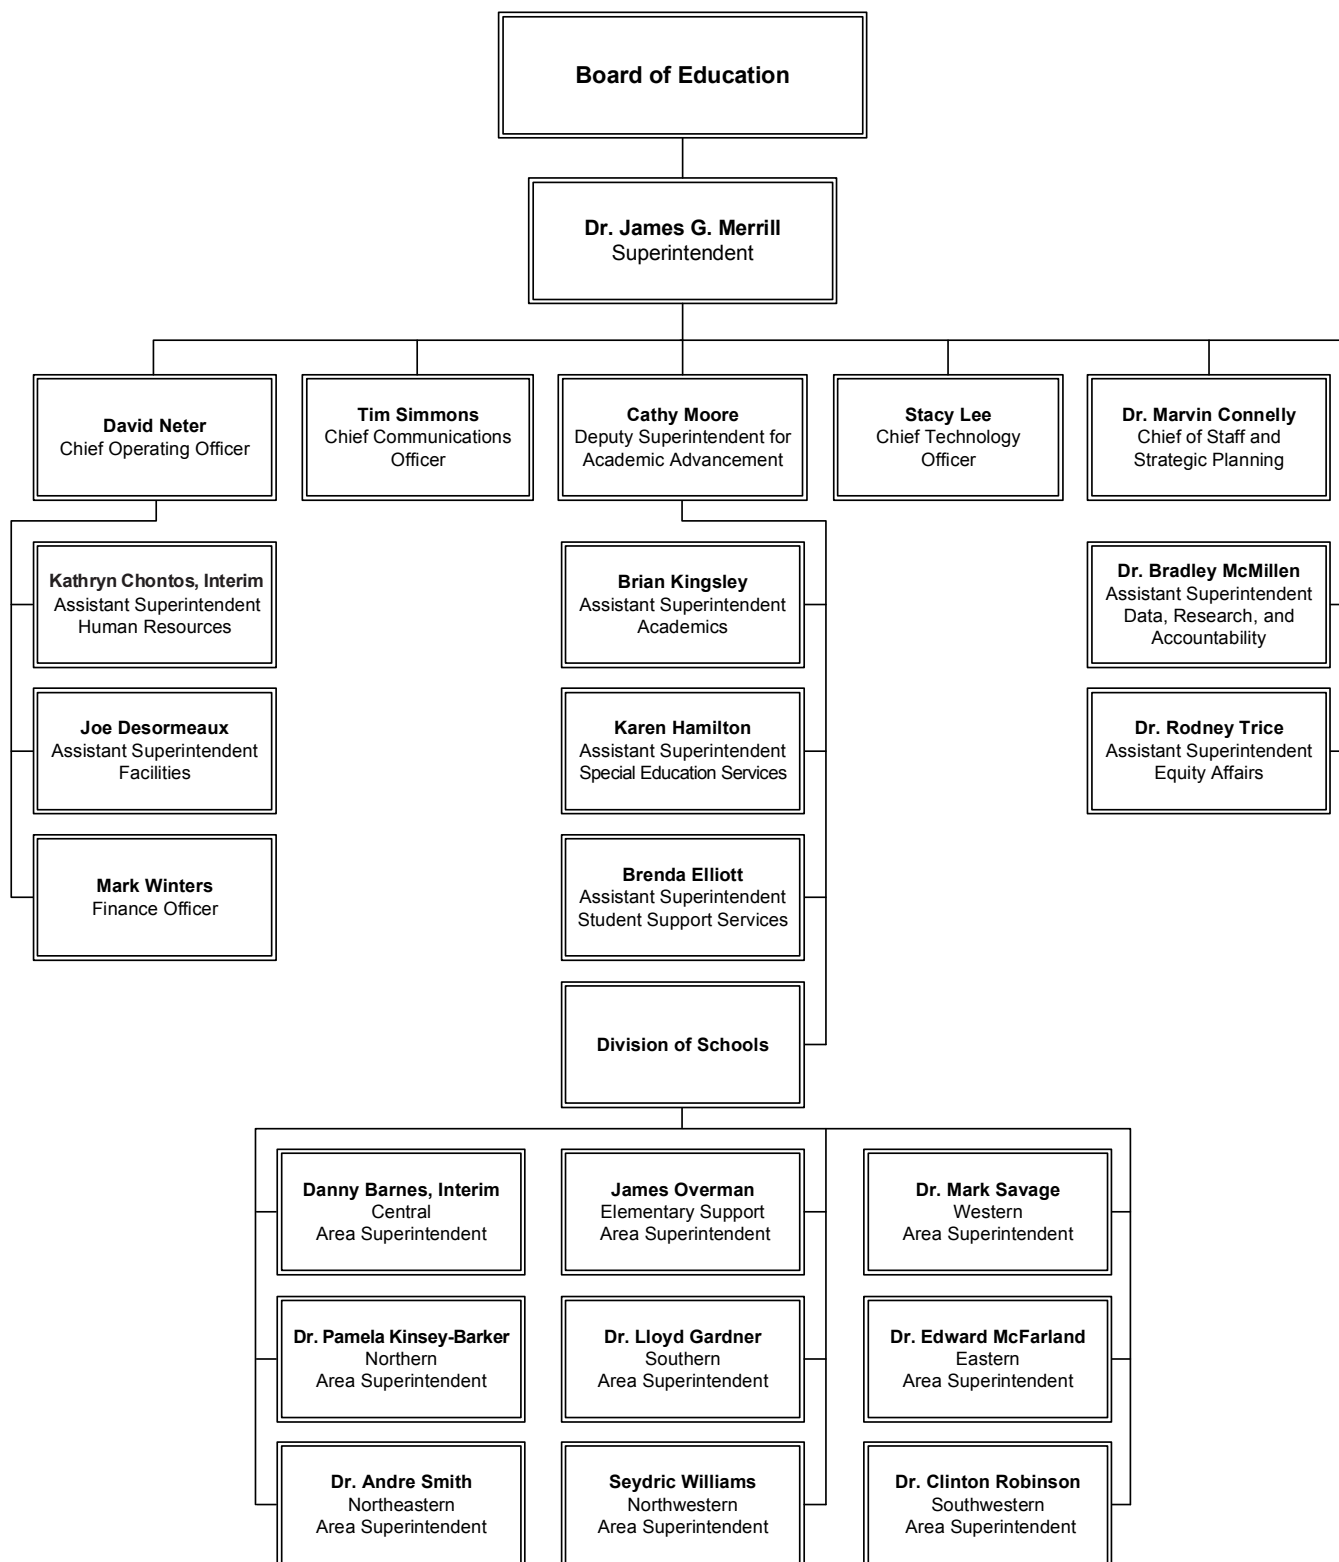 Board of Education
Dr. James G. Merrill
Superintendent
David Neter
Chief Operating Officer
Tim Simmons
Chief Communications
Officer
Cathy Moore
Deputy Superintendent for
Academic Advancement
Stacy Lee
Chief Technology
Officer
Dr. Marvin Connelly
Chief of Staff and
Strategic Planning
Kathryn Chontos, Interim
Assistant Superintendent
Human Resources
Brian Kingsley
Assistant Superintendent
Academics
Dr. Bradley McMillen
Assistant Superintendent
Data, Research, and
Accountability
Joe Desormeaux
Assistant Superintendent
Facilities
Karen Hamilton
Assistant Superintendent
Special Education Services
Dr. Rodney Trice
Assistant Superintendent
Equity Affairs
Mark Winters
Finance Officer
Brenda Elliott
Assistant Superintendent
Student Support Services
Division of Schools
Danny Barnes, Interim
Central
Area Superintendent
James Overman
Elementary Support
Area Superintendent
Dr. Mark Savage
Western
Area Superintendent
Dr. Pamela Kinsey-Barker
Northern
Area Superintendent
Dr. Lloyd Gardner
Southern
Area Superintendent
Dr. Edward McFarland
Eastern
Area Superintendent
Dr. Andre Smith
Northeastern
Area Superintendent
Seydric Williams
Northwestern
Area Superintendent
Dr. Clinton Robinson
Southwestern
Area Superintendent